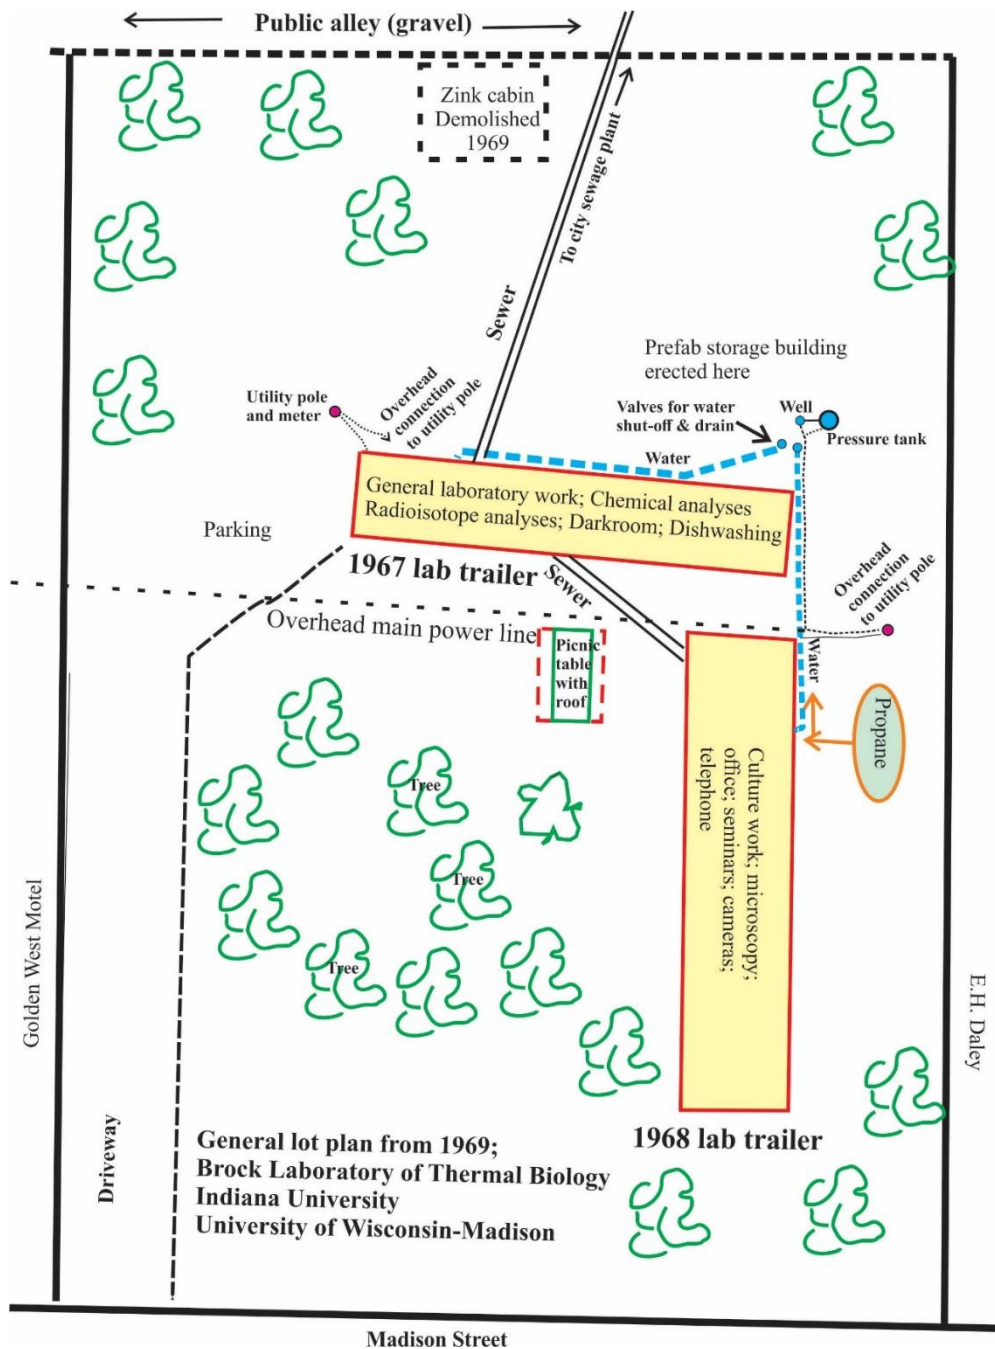 Public alley (gravel)
Zink cabin
Demolished
1969
To city sewage plant
Sewer
Prefab storage building
erected here
Utility pole
and meter
Overhead
connection
to utility pole
Valves for water
shut-off & drain
Well
Pressure tank
Water
General laboratory work; Chemical analyses
Radioisotope analyses; Darkroom; Dishwashing
Parking
1967 lab trailer
Sewer
Overhead
connection
to utility pole
Overhead main power line
Picnic
table
with
roof
Water
Propane
Culture work; microscopy;
office; seminars; cameras;
telephone
Tree
Tree
Tree
Golden West Motel
E.H. Daley
Driveway
1968 lab trailer
General lot plan from 1969;
Brock Laboratory of Thermal Biology
Indiana University
University of Wisconsin-Madison
Madison Street